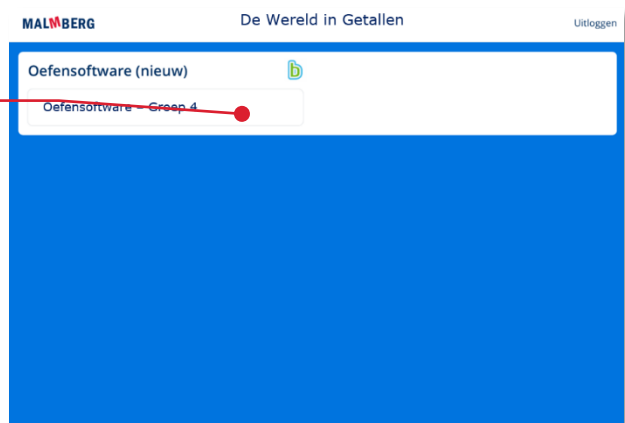 MALMBERG
De Wereld in Getallen
Uitloggen
Oefensoftware (nieuw)
b
Oefensoftware – Groep 4